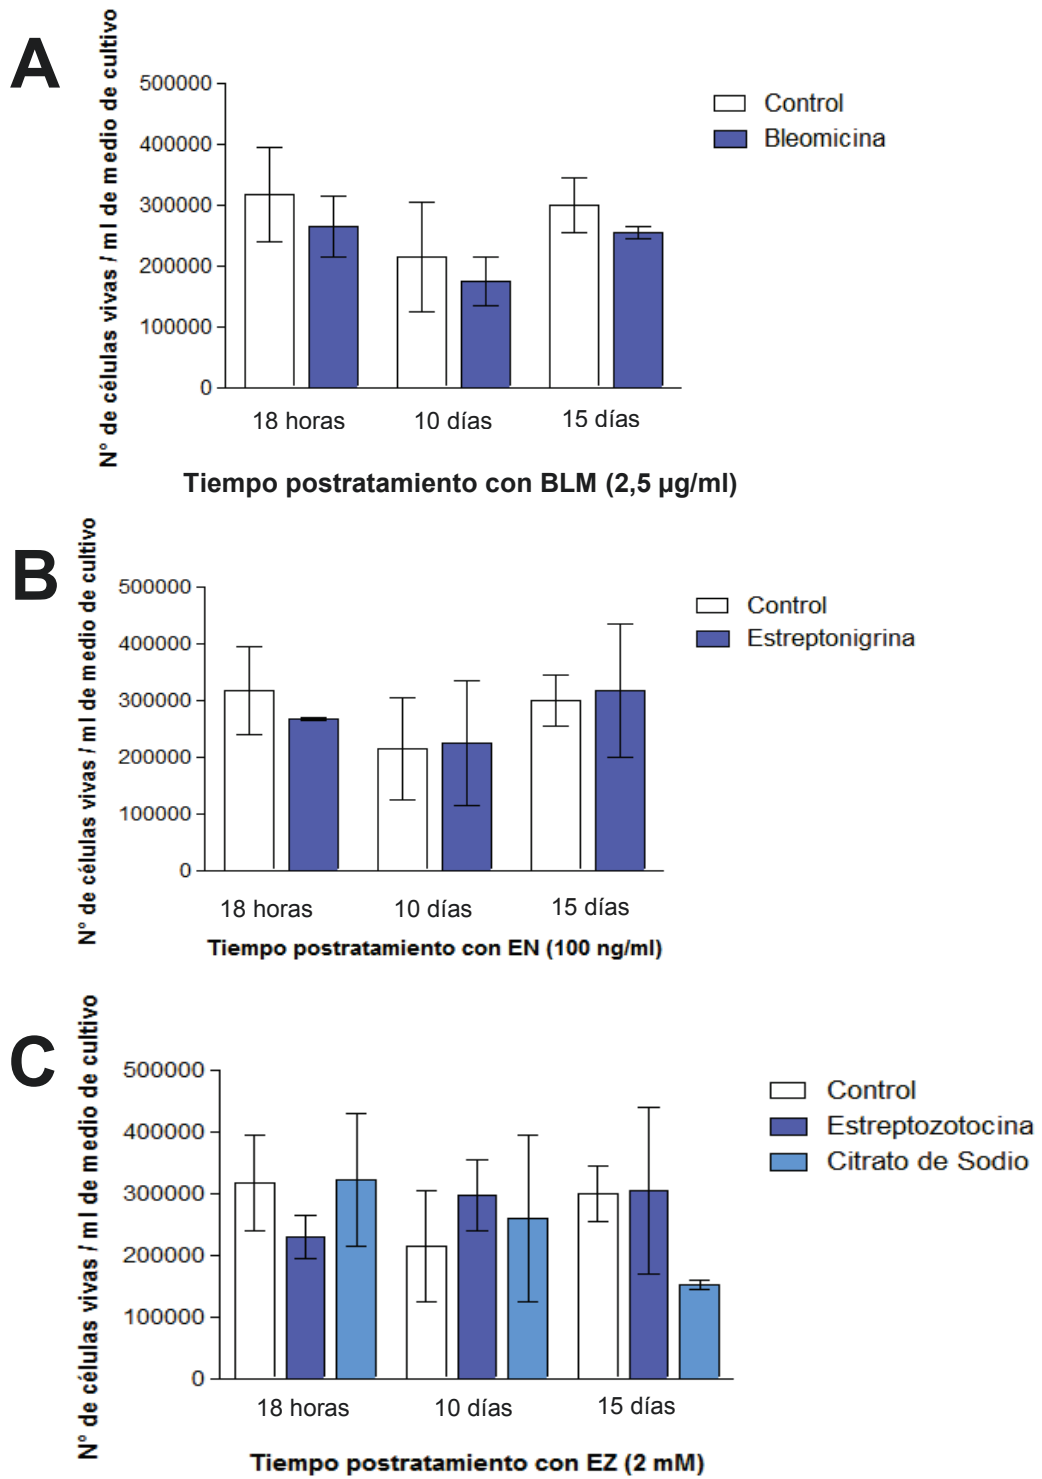 A
N° de células vivas / ml de medio de cultivo
500000
400000
300000
200000
100000
0
18 horas
10 días
15 días
Control
Bleomicina
Tiempo postratamiento con BLM (2,5 µg/ml)
B
N° de células vivas / ml de medio de cultivo
500000
400000
300000
200000
100000
0
18 horas
10 días
15 días
Control
Estreptonigrina
Tiempo postratamiento con EN (100 ng/ml)
C
N° de células vivas / ml de medio de cultivo
500000
400000
300000
200000
100000
0
18 horas
10 días
15 días
Control
Estreptozotocina
Citrato de Sodio
Tiempo postratamiento con EZ (2 mM)